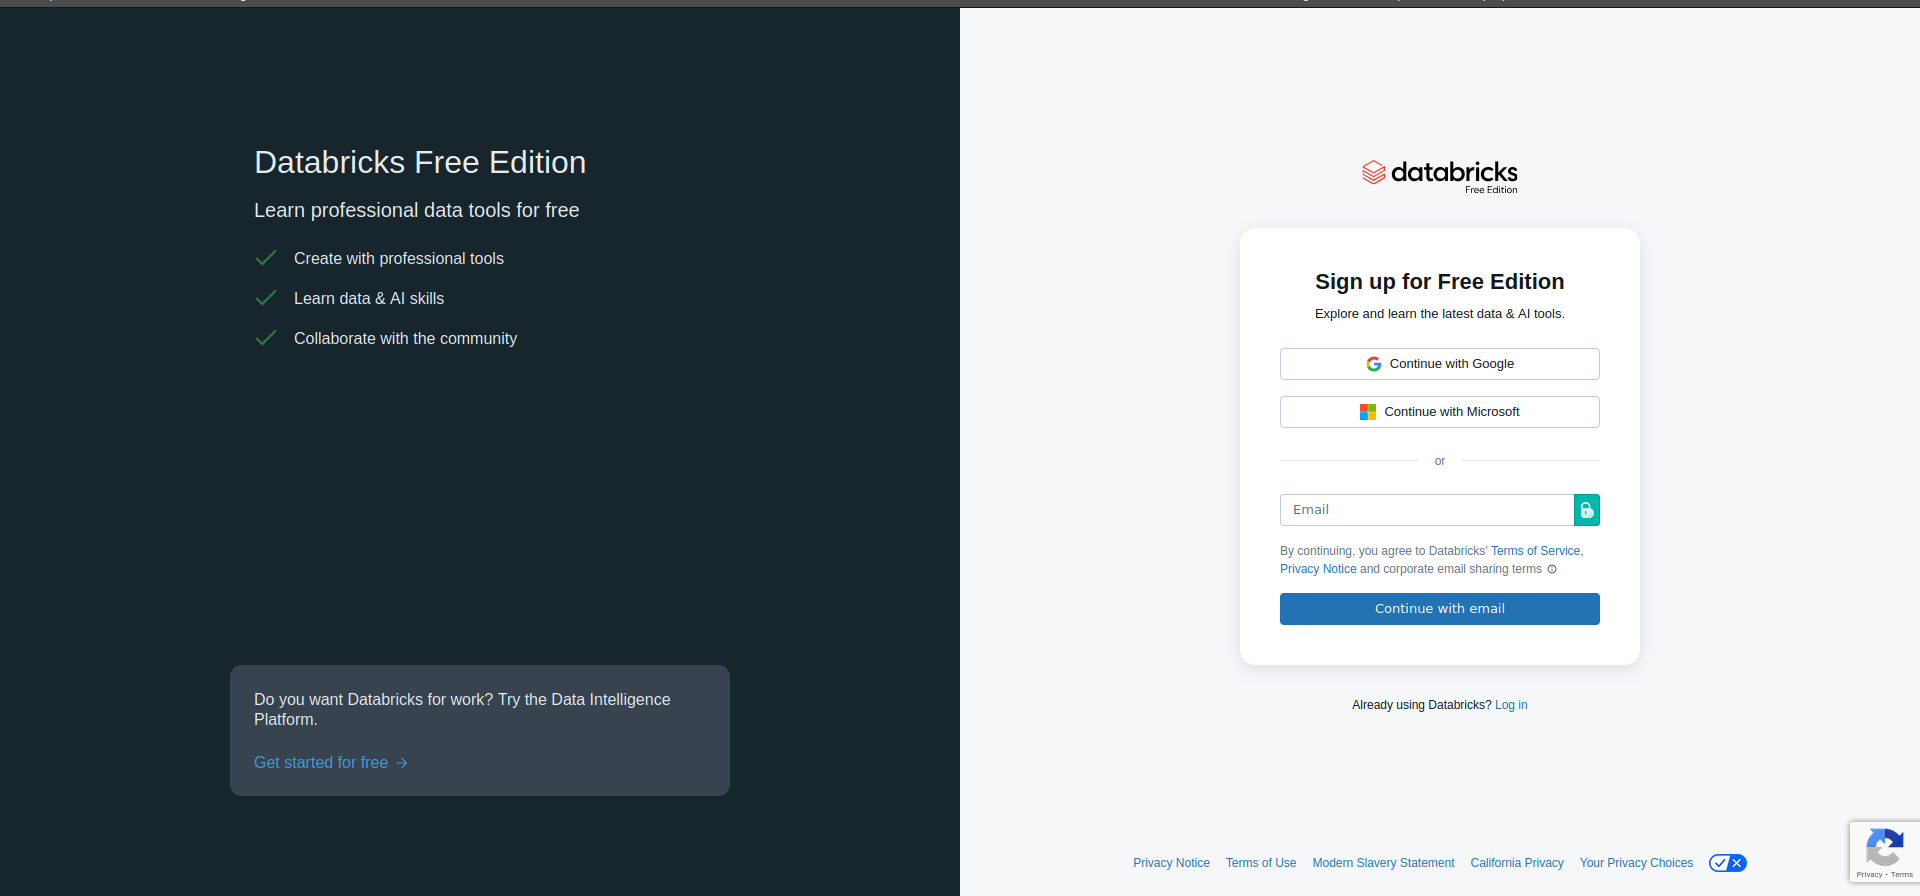 Databricks Free Edition
Learn professional data tools for free
Create with professional tools
Learn data & AI skills
Collaborate with the community
Do you want Databricks for work? Try the Data Intelligence
Platform.
Get started for free →
databricks
Free Edition
Sign up for Free Edition
Explore and learn the latest data & AI tools.
Continue with Google
Continue with Microsoft
or
Email
By continuing, you agree to Databricks' Terms of Service,
Privacy Notice and corporate email sharing terms
Continue with email
Already using Databricks? Log in
Privacy Notice Terms of Use Modern Slavery Statement California Privacy Your Privacy Choices
Privacy - Terms